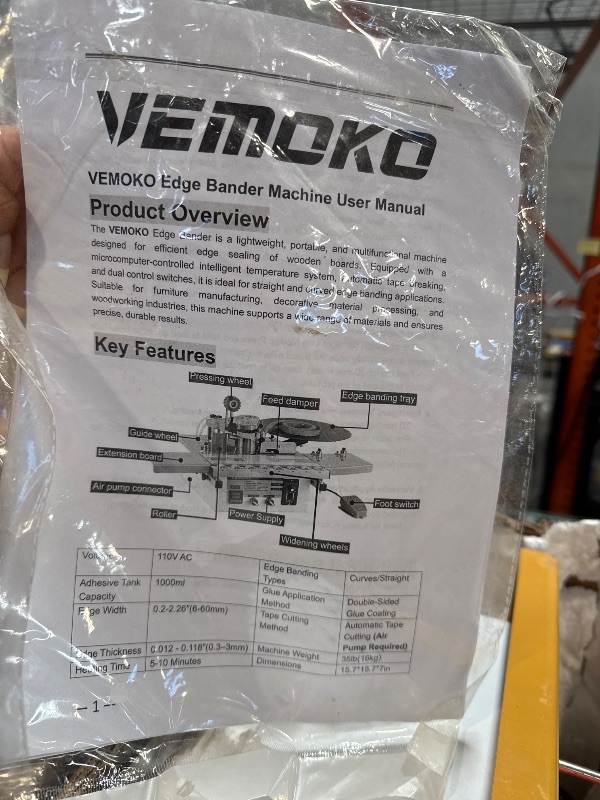 VEMOKO
VEMOKO Edge Bander Machine User Manual
Product Overview
The VEMOKO Edge Bander is a lightweight, portable, and multifunctional machine
designed for efficient edge sealing of wooden boards. Equipped with a
microcomputer-controlled intelligent temperature system, automatic tape breaking,
and dual control switches, it is ideal for straight and curved edge banding applications.
Suitable for furniture manufacturing, decorative material processing, and
woodworking industries, this machine supports a wide range of materials and ensures
precise, durable results.
Key Features
Pressing wheel
Feed damper
Edge banding tray
Guide wheel
Extension board
Air pump connector
Roller
Power Supply
Foot switch
Widening wheels
Voltage 110V AC Edge Banding Types Curves/Straight
Adhesive Tank Capacity 1000ml Glue Application Method Double-Sided Glue Coating
Edge Width 0.2-2.26"(6-60mm) Tape Cutting Method Automatic Tape Cutting (Air Pump Required)
Edge Thickness 0.012 - 0.118"(0.3–3mm) Machine Weight 35lb(16kg)
Heating Time 5-10 Minutes Dimensions 15.7*15.7*7in
– 1 –